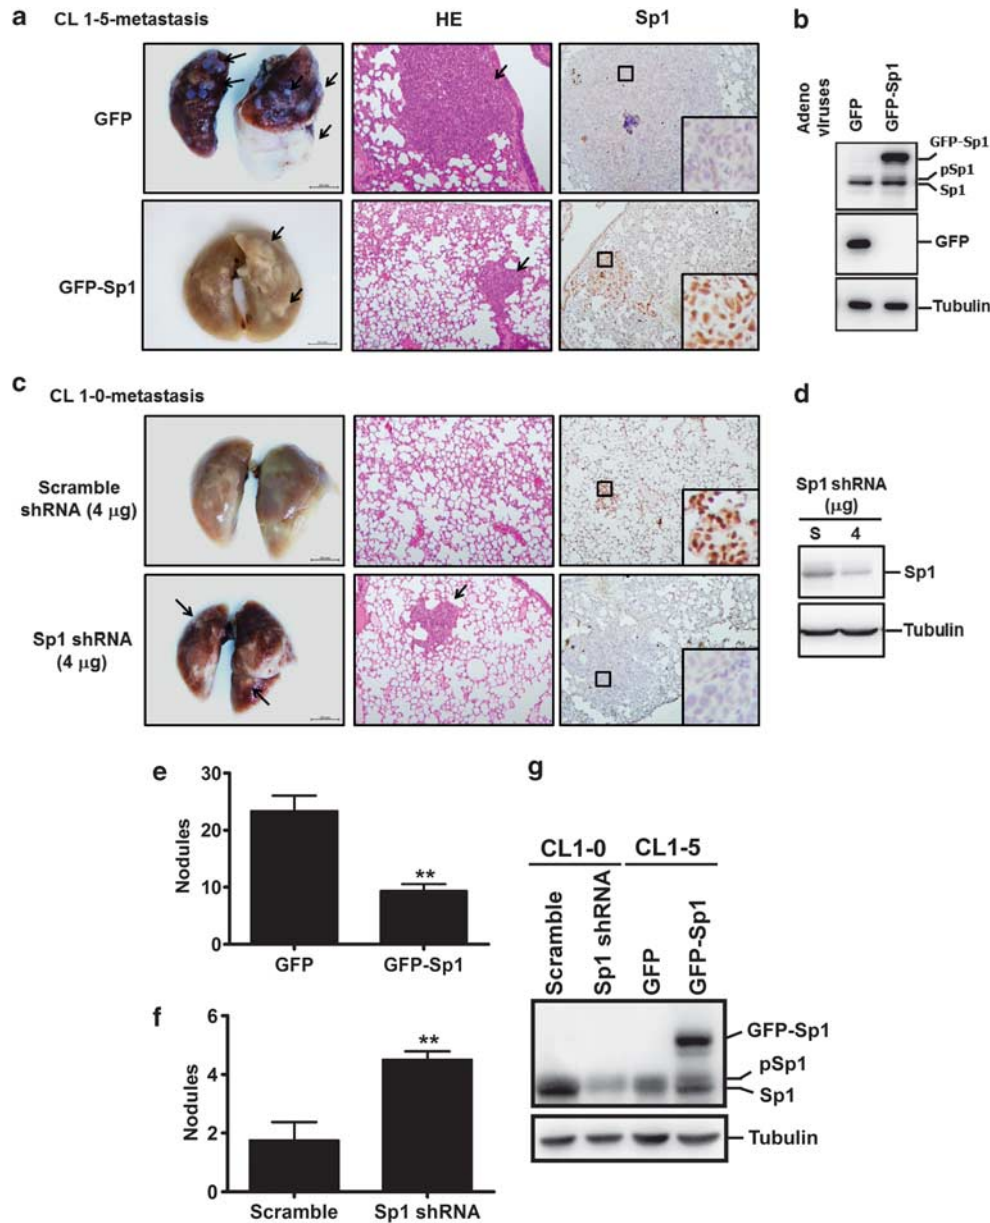 a
CL 1-5-metastasis
HE
Sp1
GFP
GFP-Sp1
b
Adeno
viruses
GFP
GFP-Sp1
GFP-Sp1
pSp1
Sp1
GFP
Tubulin
c
CL 1-0-metastasis
Scramble
shRNA (4 µg)
Sp1 shRNA
(4 µg)
d
Sp1 shRNA
(µg)
S 4
Sp1
Tubulin
e
Nodules
30
20
10
0
**
GFP GFP-Sp1
f
Nodules
6
4
2
0
**
Scramble Sp1 shRNA
g
CL1-0 CL1-5
Scramble
Sp1 shRNA
GFP
GFP-Sp1
GFP-Sp1
pSp1
Sp1
Tubulin